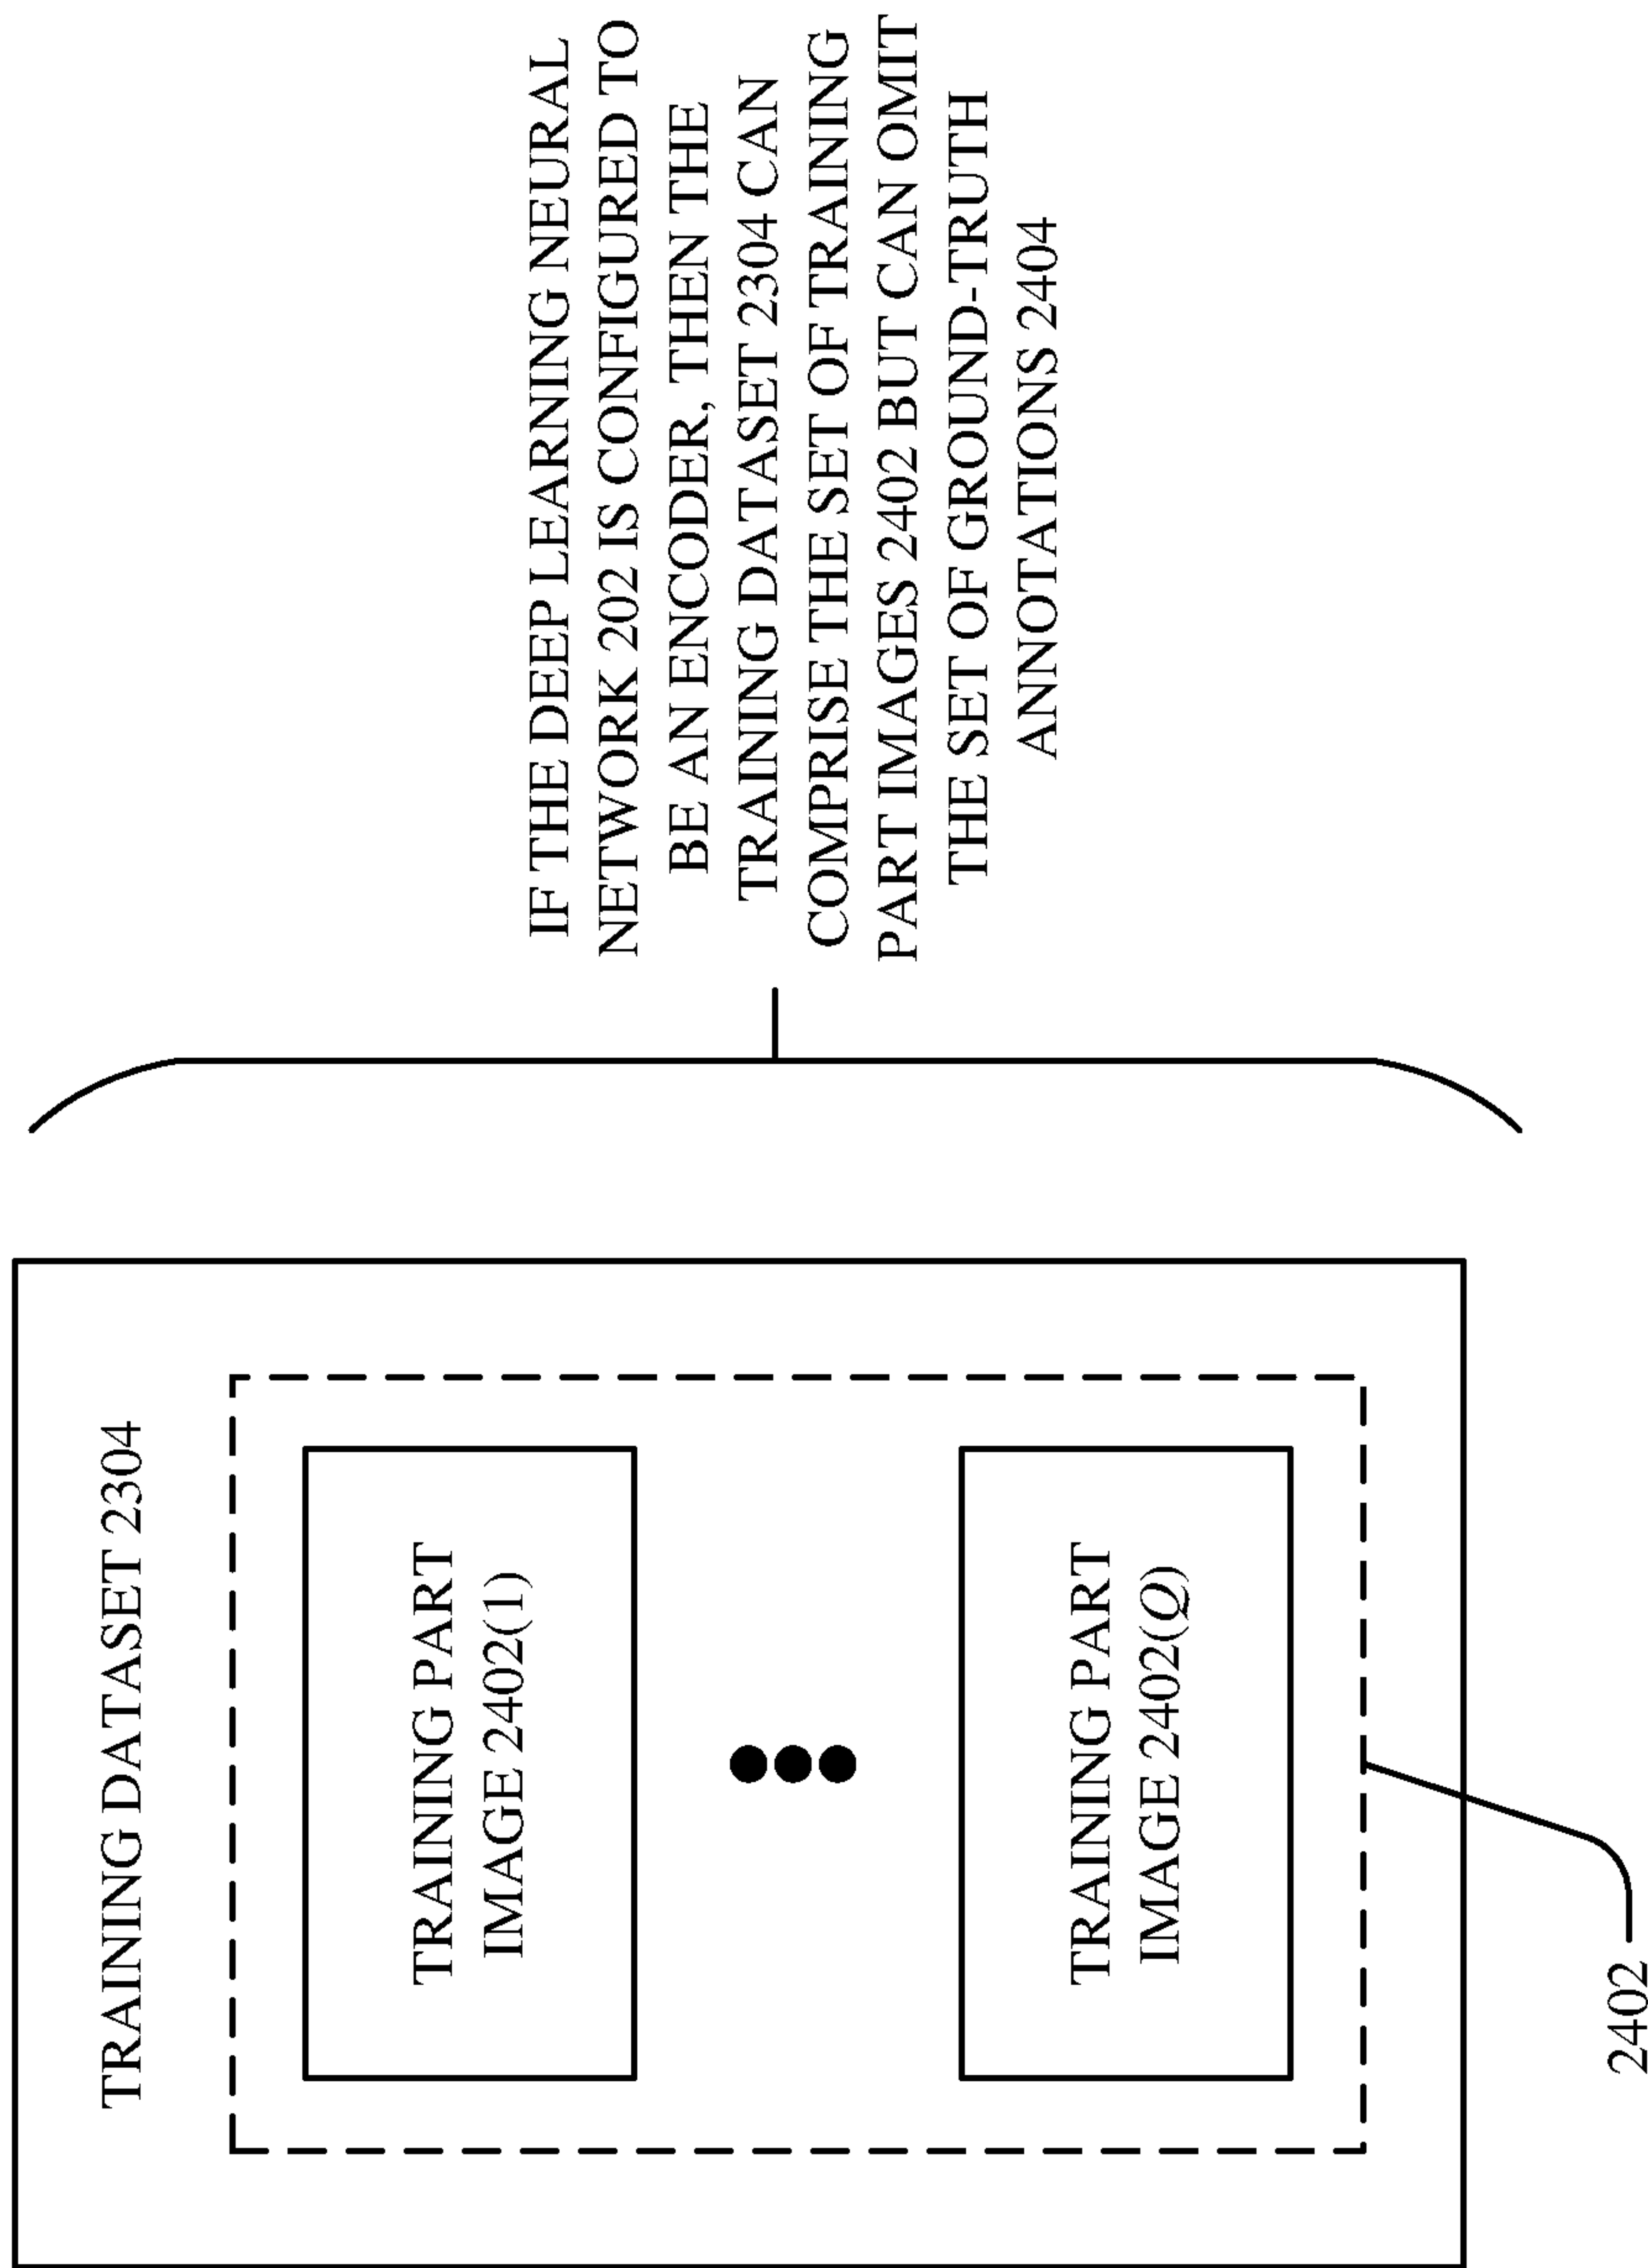 TRAINING DATASET 2304
TRAINING PART
IMAGE 2402(1)
TRAINING PART
IMAGE 2402(Q)
2402
IF THE DEEP LEARNING NEURAL
NETWORK 202 IS CONFIGURED TO
BE AN ENCODER, THEN THE
TRAINING DATASET 2304 CAN
COMPRISE THE SET OF TRAINING
PART IMAGES 2402 BUT CAN OMIT
THE SET OF GROUND-TRUTH
ANNOTATIONS 2404